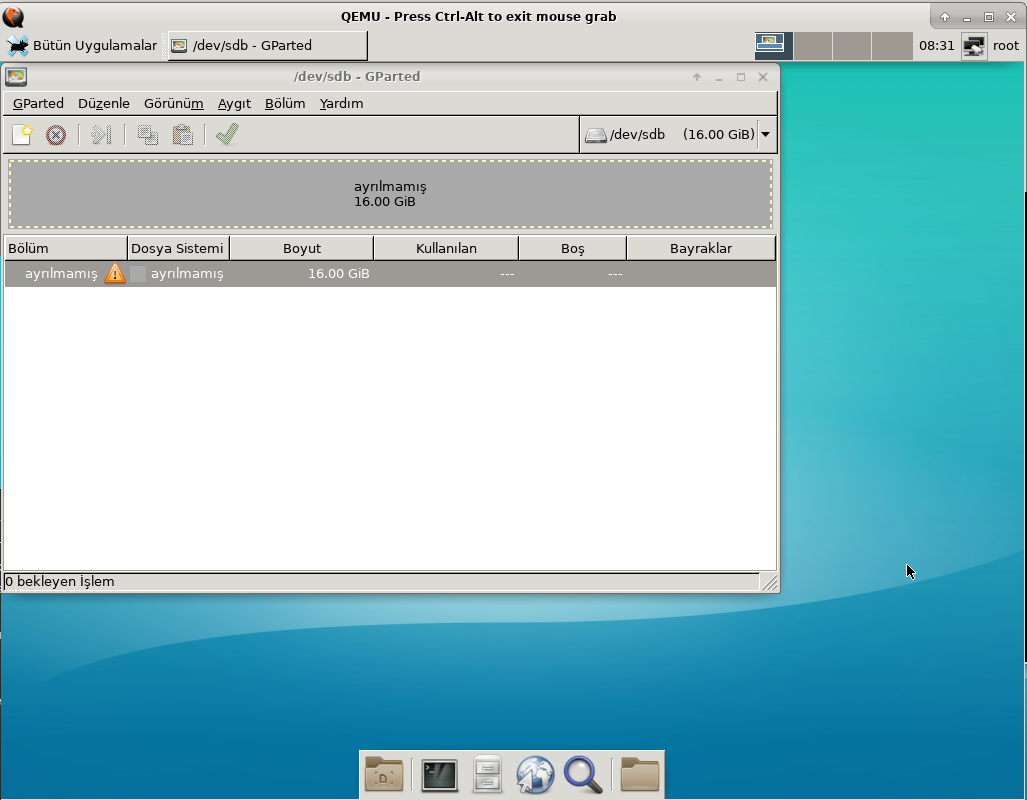 QEMU - Press Ctrl-Alt to exit mouse grab
Bütün Uygulamalar
/dev/sdb - GParted
08:31
root
/dev/sdb - GParted
GParted Düzenle Görünüm Aygıt Bölüm Yardım
/dev/sdb (16.00 GiB)
ayrılmamış
16.00 GiB
Bölüm Dosya Sistemi Boyut Kullanılan Boş Bayraklar
ayrılmamış ayrılmamış 16.00 GiB --- ---
0 bekleyen İşlem
D